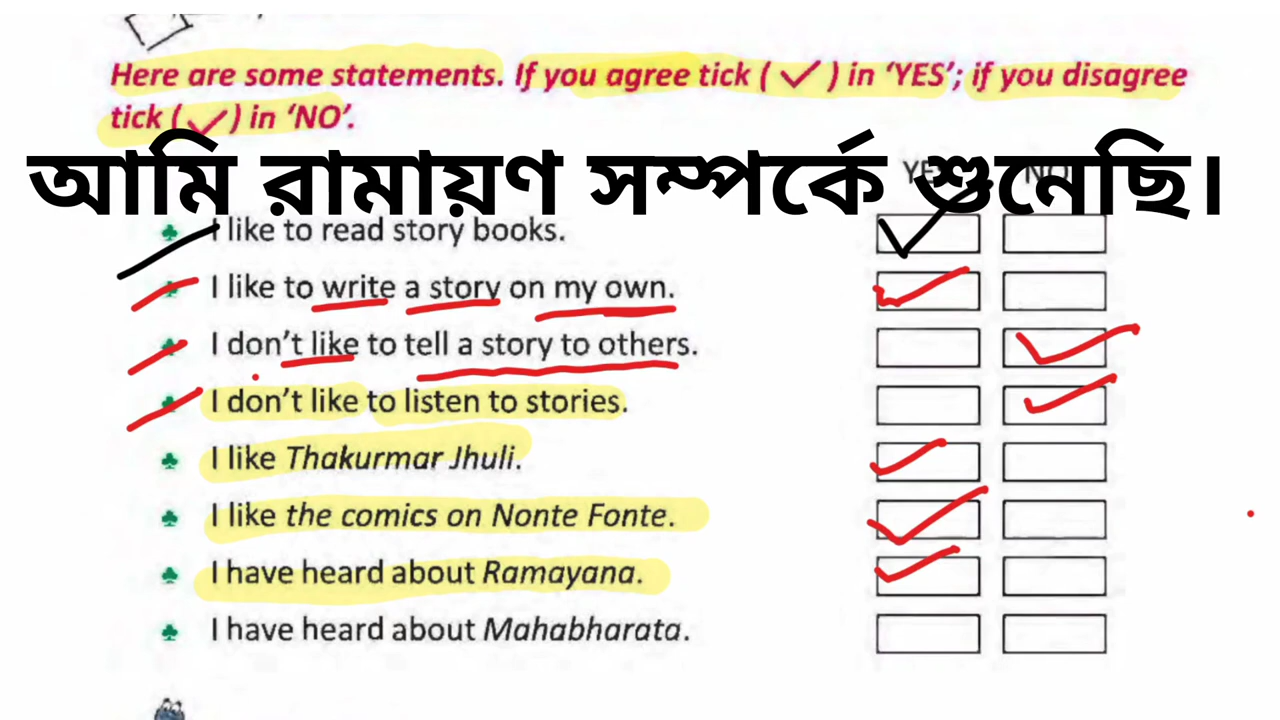 Here are some statements. If you agree tick ( ✓ ) in ‘YES’; if you disagree
tick ( ✓ ) in ‘NO’.
আমি রামায়ণ সম্পর্কে শুনেছি।
YES NO
I like to read story books.
I like to write a story on my own.
I don’t like to tell a story to others.
I don’t like to listen to stories.
I like Thakurmar Jhuli.
I like the comics on Nonte Fonte.
I have heard about Ramayana.
I have heard about Mahabharata.